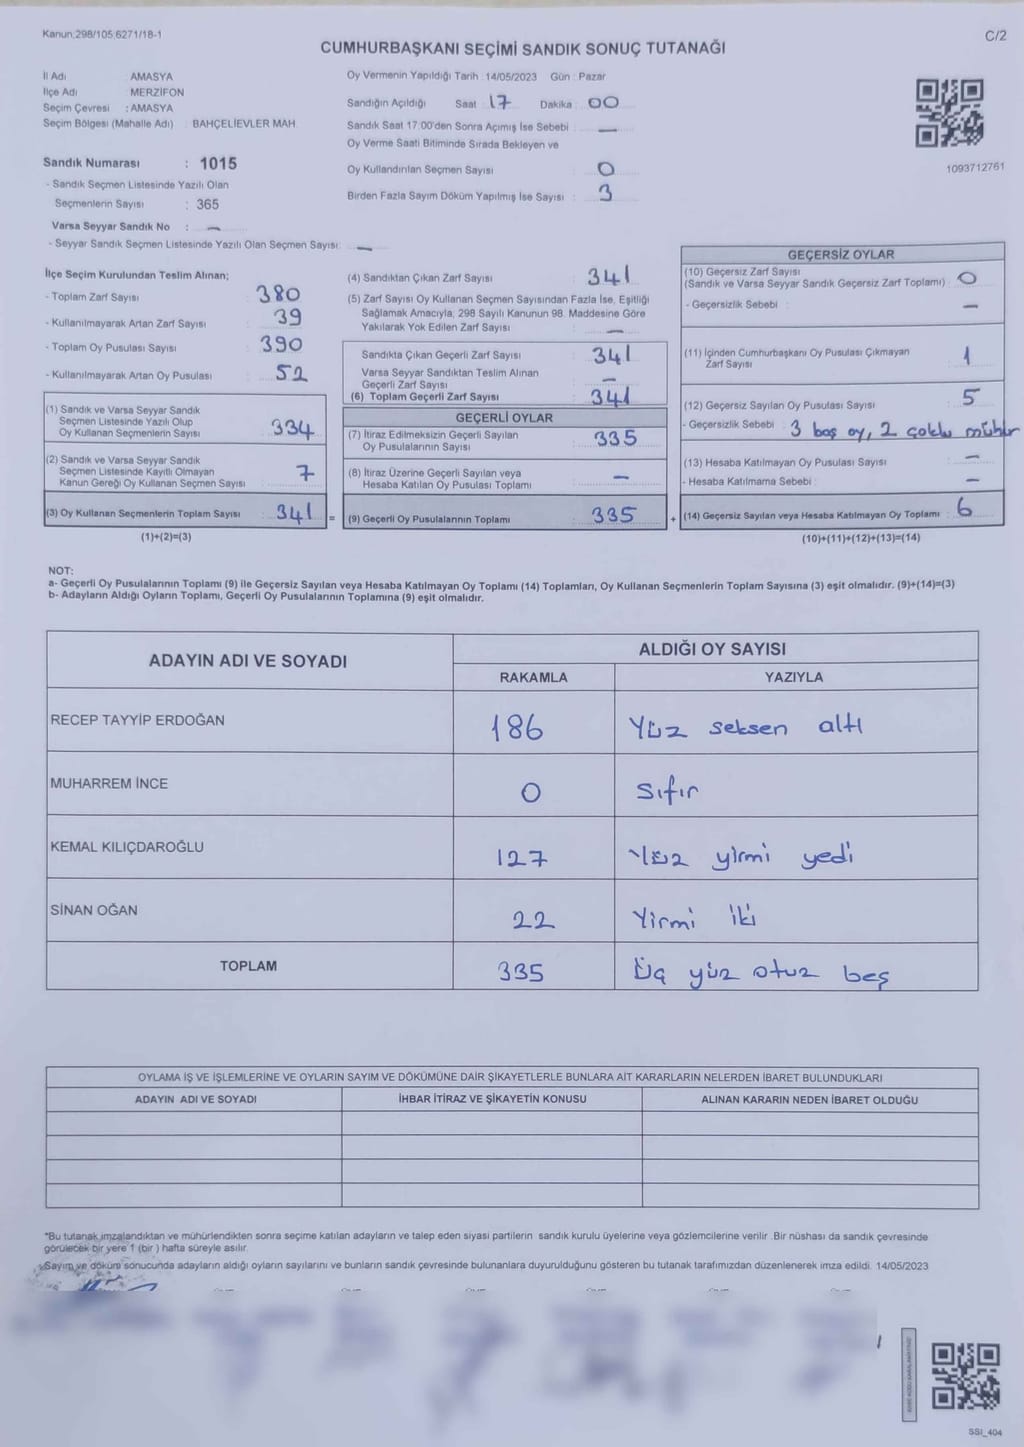 Kanun;298/105;6271/18-1
C/2
CUMHURBAŞKANI SEÇİMİ SANDIK SONUÇ TUTANAĞI
İl Adı : AMASYA
İlçe Adı : MERZİFON
Seçim Çevresi : AMASYA
Seçim Bölgesi (Mahalle Adı) : BAHÇELİEVLER MAH.
Sandık Numarası : 1015
- Sandık Seçmen Listesinde Yazılı Olan
Seçmenlerin Sayısı : 365
Varsa Seyyar Sandık No : —
- Seyyar Sandık Seçmen Listesinde Yazılı Olan Seçmen Sayısı: —
Oy Vermenin Yapıldığı Tarih : 14/05/2023 Gün : Pazar
Sandığın Açıldığı Saat : 17 Dakika : 00
Sandık Saat 17:00'den Sonra Açımış İse Sebebi : —
Oy Verme Saati Bitiminde Sırada Bekleyen ve
Oy Kullandırılan Seçmen Sayısı : 0
Birden Fazla Sayım Döküm Yapılmış İse Sayısı : 3
1093712761
İlçe Seçim Kurulundan Teslim Alınan;
- Toplam Zarf Sayısı : 380
- Kullanılmayarak Artan Zarf Sayısı : 39
- Toplam Oy Pusulası Sayısı : 390
- Kullanılmayarak Artan Oy Pusulası : 52
(1) Sandık ve Varsa Seyyar Sandık
Seçmen Listesinde Yazılı Olup
Oy Kullanan Seçmenlerin Sayısı : 334
(2) Sandık ve Varsa Seyyar Sandık
Seçmen Listesinde Kayıtlı Olmayan
Kanun Gereği Oy Kullanan Seçmen Sayısı : 7
(3) Oy Kullanan Seçmenlerin Toplam Sayısı : 341 =
(1)+(2)=(3)
(4) Sandıktan Çıkan Zarf Sayısı : 341
(5) Zarf Sayısı Oy Kullanan Seçmen Sayısından Fazla İse, Eşitliği
Sağlamak Amacıyla; 298 Sayılı Kanunun 98. Maddesine Göre
Yakılarak Yok Edilen Zarf Sayısı : —
Sandıkta Çıkan Geçerli Zarf Sayısı : 341
Varsa Seyyar Sandıktan Teslim Alınan
Geçerli Zarf Sayısı : —
(6) Toplam Geçerli Zarf Sayısı : 341
GEÇERLİ OYLAR
(7) İtiraz Edilmeksizin Geçerli Sayılan
Oy Pusulalarının Sayısı : 335
(8) İtiraz Üzerine Geçerli Sayılan veya
Hesaba Katılan Oy Pusulası Toplamı : —
(9) Geçerli Oy Pusulalarının Toplamı : 335 +
GEÇERSİZ OYLAR
(10) Geçersiz Zarf Sayısı
(Sandık ve Varsa Seyyar Sandık Geçersiz Zarf Toplamı) : 0
- Geçersizlik Sebebi : —
(11) İçinden Cumhurbaşkanı Oy Pusulası Çıkmayan
Zarf Sayısı : 1
(12) Geçersiz Sayılan Oy Pusulası Sayısı : 5
- Geçersizlik Sebebi : 3 boş oy, 2 çoklu mühür
(13) Hesaba Katılmayan Oy Pusulası Sayısı : —
- Hesaba Katılmama Sebebi : —
(14) Geçersiz Sayılan veya Hesaba Katılmayan Oy Toplamı : 6
(10)+(11)+(12)+(13)=(14)
NOT:
a- Geçerli Oy Pusulalarının Toplamı (9) ile Geçersiz Sayılan veya Hesaba Katılmayan Oy Toplamı (14) Toplamları, Oy Kullanan Seçmenlerin Toplam Sayısına (3) eşit olmalıdır. (9)+(14)=(3)
b- Adayların Aldığı Oyların Toplamı, Geçerli Oy Pusulalarının Toplamına (9) eşit olmalıdır.
ADAYIN ADI VE SOYADI
ALDIĞI OY SAYISI
RAKAMLA YAZIYLA
RECEP TAYYİP ERDOĞAN 186 Yüz seksen altı
MUHARREM İNCE 0 Sıfır
KEMAL KILIÇDAROĞLU 127 Yüz yirmi yedi
SİNAN OĞAN 22 Yirmi iki
TOPLAM 335 Üç yüz otuz beş
OYLAMA İŞ VE İŞLEMLERİNE VE OYLARIN SAYIM VE DÖKÜMÜNE DAİR ŞİKAYETLERLE BUNLARA AİT KARARLARIN NELERDEN İBARET BULUNDUKLARI
ADAYIN ADI VE SOYADI İHBAR İTİRAZ VE ŞİKAYETİN KONUSU ALINAN KARARIN NEDEN İBARET OLDUĞU
*Bu tutanak imzalandıktan ve mühürlendikten sonra seçime katılan adayların ve talep eden siyasi partilerin sandık kurulu üyelerine veya gözlemcilerine verilir. Bir nüshası da sandık çevresinde
görülecek bir yere 1 (bir) hafta süreyle asılır.
*Sayım ve döküm sonucunda adayların aldığı oyların sayılarını ve bunların sandık çevresinde bulunanlara duyurulduğunu gösteren bu tutanak tarafımızdan düzenlenerek imza edildi. 14/05/2023
SSI_404